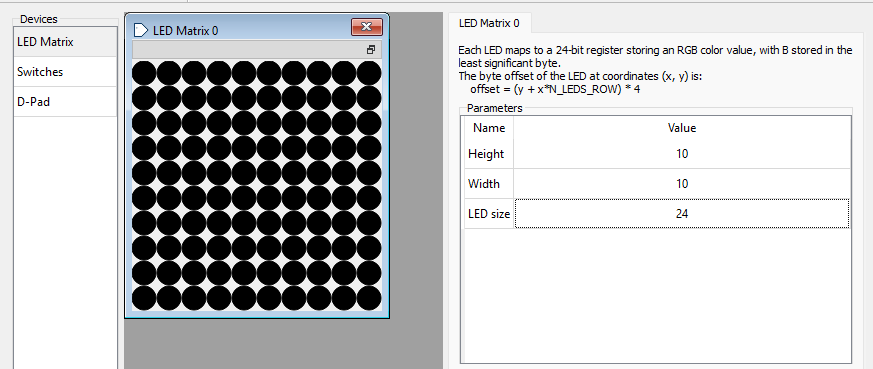 Devices
LED Matrix
Switches
D-Pad
LED Matrix 0
LED Matrix 0
Each LED maps to a 24-bit register storing an RGB color value, with B stored in the
least significant byte.
The byte offset of the LED at coordinates (x, y) is:
offset = (y + x*N_LEDS_ROW) * 4
Parameters
Name Value
Height 10
Width 10
LED size 24